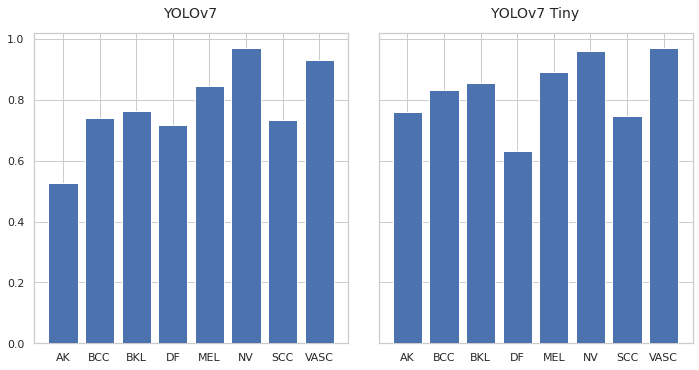 YOLOv7
YOLOv7 Tiny
1.0
0.8
0.6
0.4
0.2
0.0
AK BCC BKL DF MEL NV SCC VASC
AK BCC BKL DF MEL NV SCC VASC